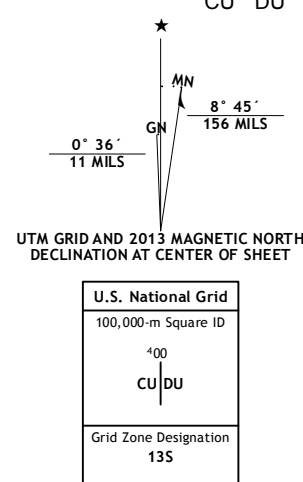 CU DU
★
MN
GN
8° 45´
156 MILS
0° 36´
11 MILS
UTM GRID AND 2013 MAGNETIC NORTH
DECLINATION AT CENTER OF SHEET
U.S. National Grid
100,000-m Square ID
⁴00
CU DU
Grid Zone Designation
13S